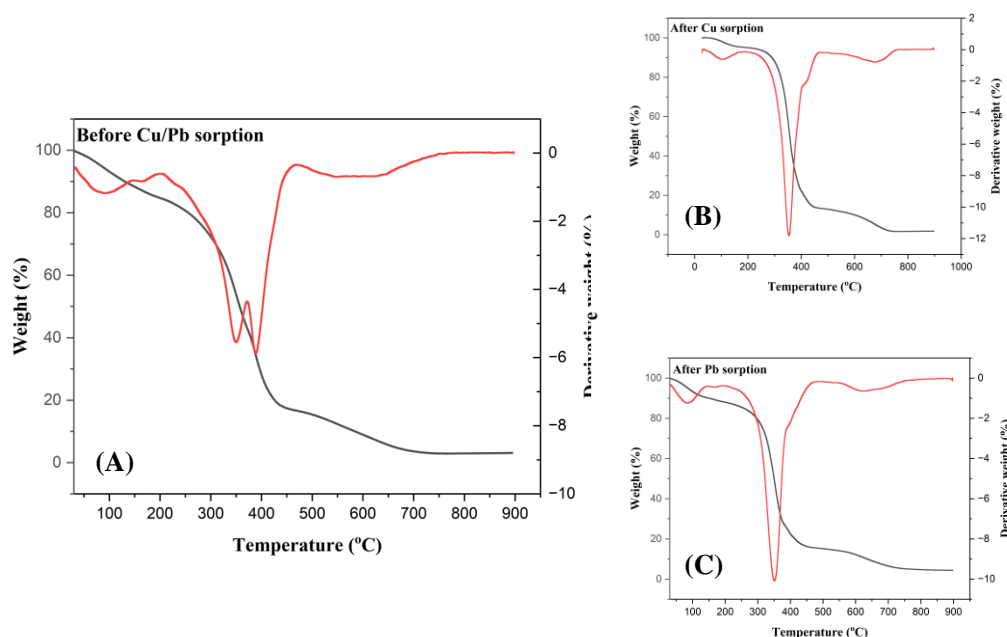 Before Cu/Pb sorption
100
80
60
40
20
0
Weight (%)
0
−2
−4
−6
−8
−10
100 200 300 400 500 600 700 800 900
Temperature (°C)
(A)
After Cu sorption
100
80
60
40
20
0
Weight (%)
2
0
−2
−4
−6
−8
−10
−12
Derivative weight (%)
0 200 400 600 800 1000
Temperature (°C)
(B)
After Pb sorption
100
80
60
40
20
0
Weight (%)
0
−2
−4
−6
−8
−10
Derivative weight (%)
100 200 300 400 500 600 700 800 900
Temperature (°C)
(C)